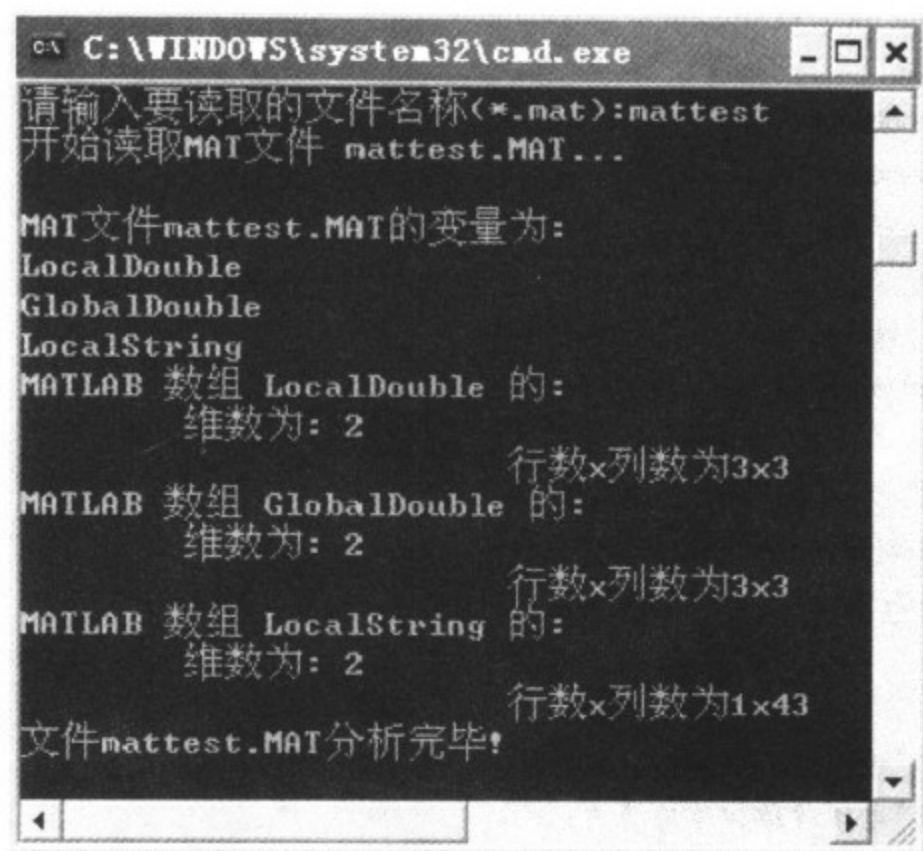 C:\WINDOWS\system32\cmd.exe
请输入要读取的文件名称(*.mat):mattest
开始读取MAT文件 mattest.MAT...
MAT文件mattest.MAT的变量为:
LocalDouble
GlobalDouble
LocalString
MATLAB 数组 LocalDouble 的:
维数为: 2
行数x列数为3x3
MATLAB 数组 GlobalDouble 的:
维数为: 2
行数x列数为3x3
MATLAB 数组 LocalString 的:
维数为: 2
行数x列数为1x43
文件mattest.MAT分析完毕!